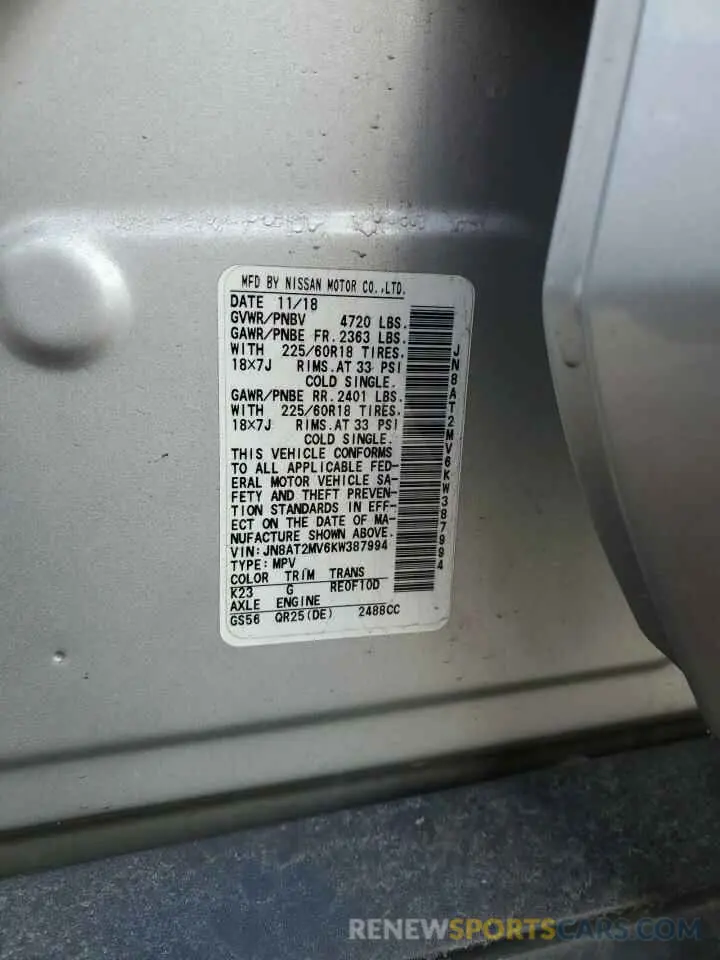 MFD BY NISSAN MOTOR CO.,LTD.
DATE 11/18
GVWR/PNBV 4720 LBS.
GAWR/PNBE FR. 2363 LBS.
WITH 225/60R18 TIRES.
18×7J RIMS. AT 33 PSI
COLD SINGLE.
GAWR/PNBE RR. 2401 LBS.
WITH 225/60R18 TIRES.
18×7J RIMS. AT 33 PSI
COLD SINGLE.
THIS VEHICLE CONFORMS
TO ALL APPLICABLE FED-
ERAL MOTOR VEHICLE SA-
FETY AND THEFT PREVEN-
TION STANDARDS IN EFF-
ECT ON THE DATE OF MA-
NUFACTURE SHOWN ABOVE.
VIN: JN8AT2MV6KW387994
TYPE: MPV
COLOR TRIM TRANS
K23 G RE0F10D
AXLE ENGINE
GS56 QR25(DE) 2488CC
JN8AT2MV6KW387994
RENEWSPORTSCARS.COM